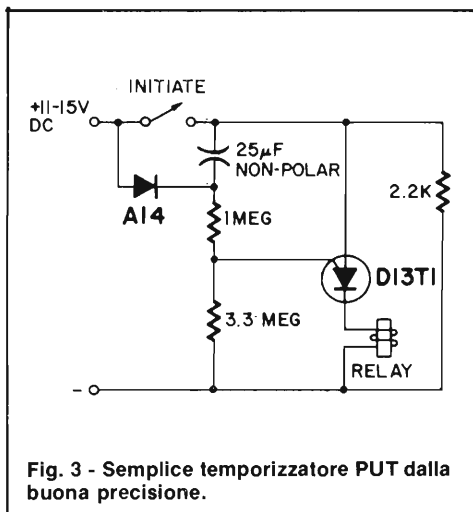 INITIATE
+11-15V
DC
25µF
NON-POLAR
2.2K
A14
1MEG
D13T1
3.3 MEG
RELAY
-
Fig. 3 - Semplice temporizzatore PUT dalla
buona precisione.